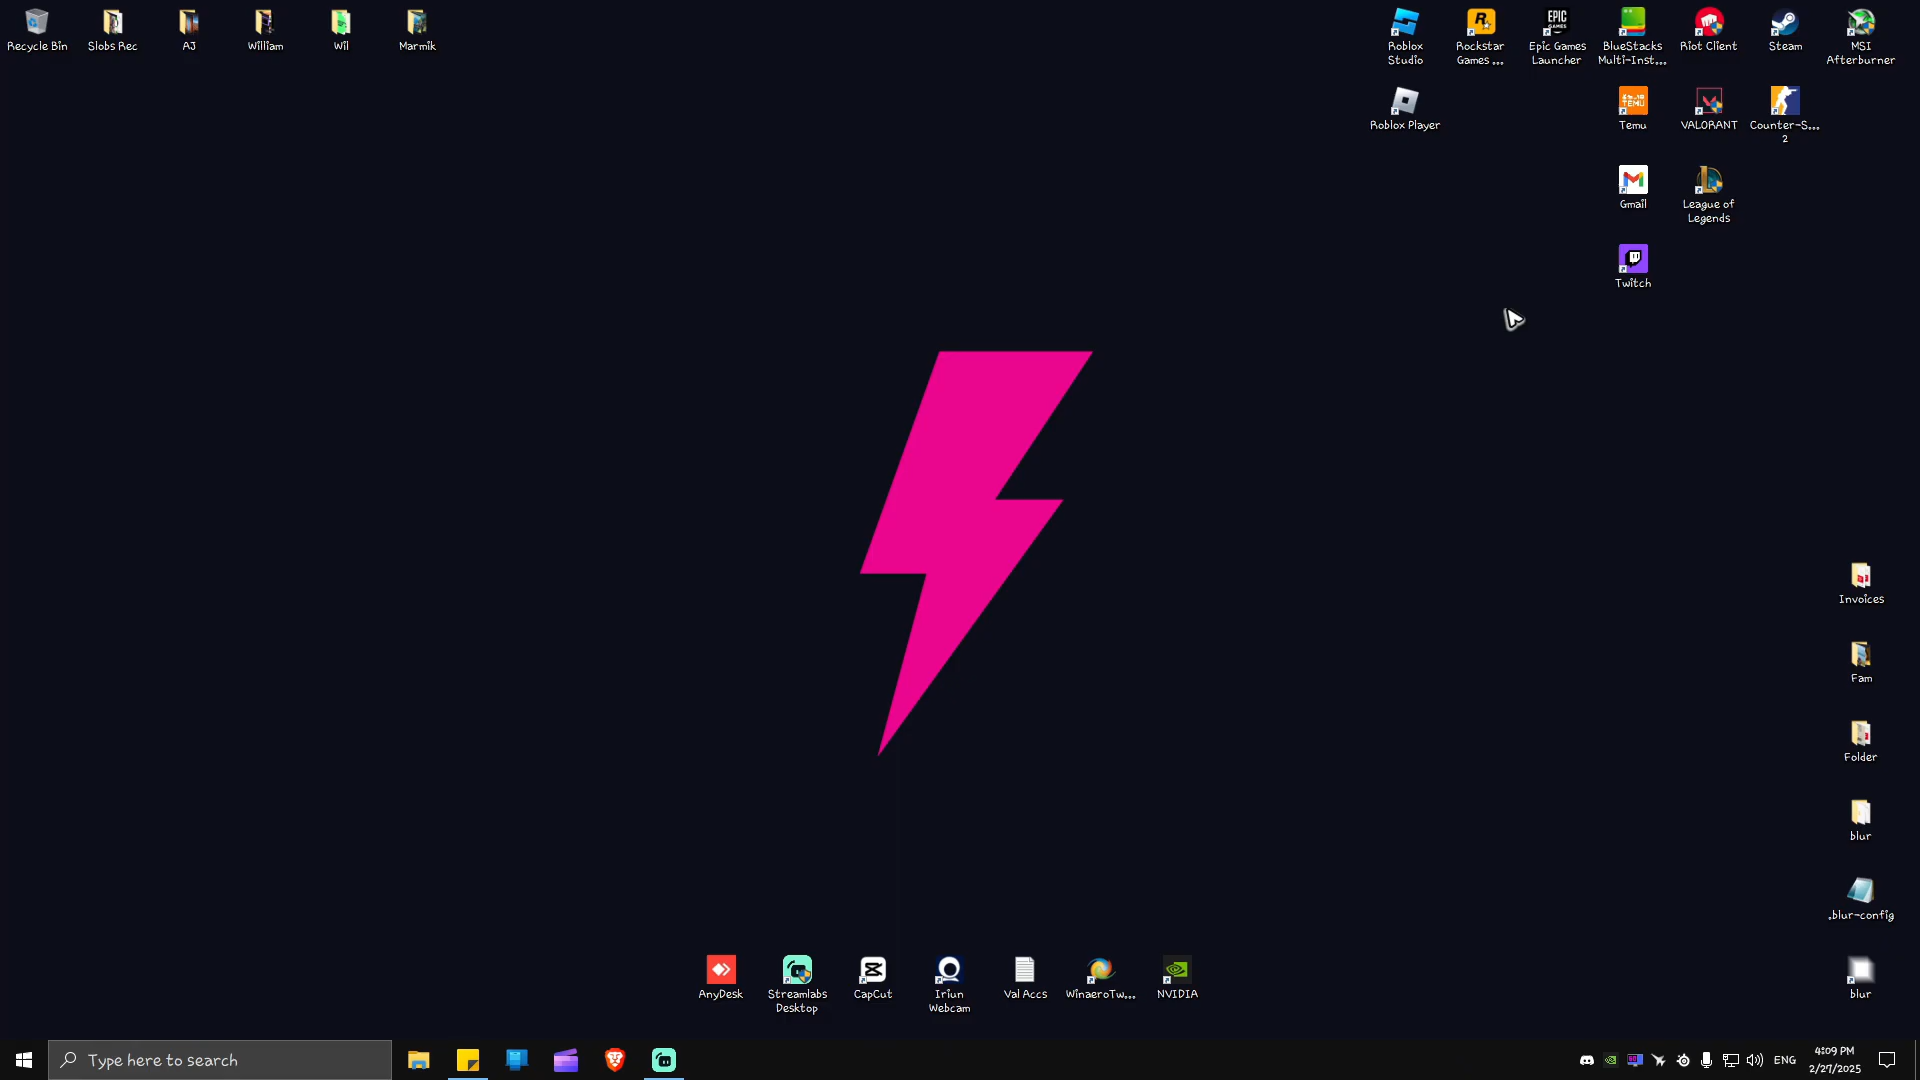 Recycle Bin
Slobs Rec
AJ
William
Wil
Marmik
Roblox
Studio
Rockstar
Games ...
EPIC
GAMES
Epic Games
Launcher
BlueStacks
Multi-Inst...
Riot Client
Steam
MSI
Afterburner
Roblox Player
TEMU
Temu
VALORANT
Counter-S...
2
Gmail
League of
Legends
Twitch
Invoices
Fam
Folder
blur
.blur-config
blur
AnyDesk
Streamlabs
Desktop
CapCut
Iriun
Webcam
Val Accs
WinaeroTw...
NVIDIA
Type here to search
ENG
4:09 PM
2/27/2025